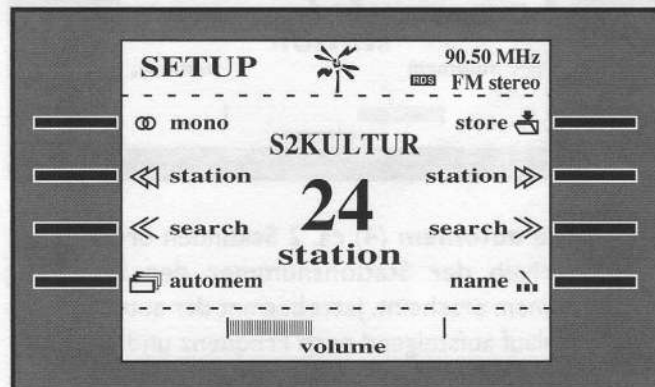 SETUP
90.50 MHz
RDS FM stereo
mono
store
S2KULTUR
station
station
24
search
search
station
automem
name
volume